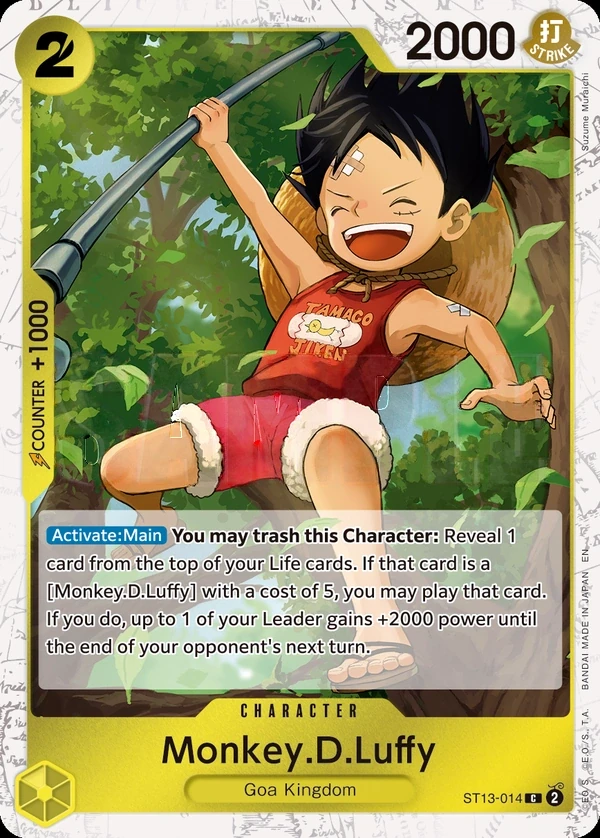 2
2000
打
STRIKE
Suzume Muraichi
TAMAGO
JIKEN
COUNTER +1000
Activate:Main You may trash this Character: Reveal 1
card from the top of your Life cards. If that card is a
[Monkey.D.Luffy] with a cost of 5, you may play that card.
If you do, up to 1 of your Leader gains +2000 power until
the end of your opponent's next turn.
BANDAI MADE IN JAPAN EN
CHARACTER
Monkey.D.Luffy
Goa Kingdom
ST13-014 C 2